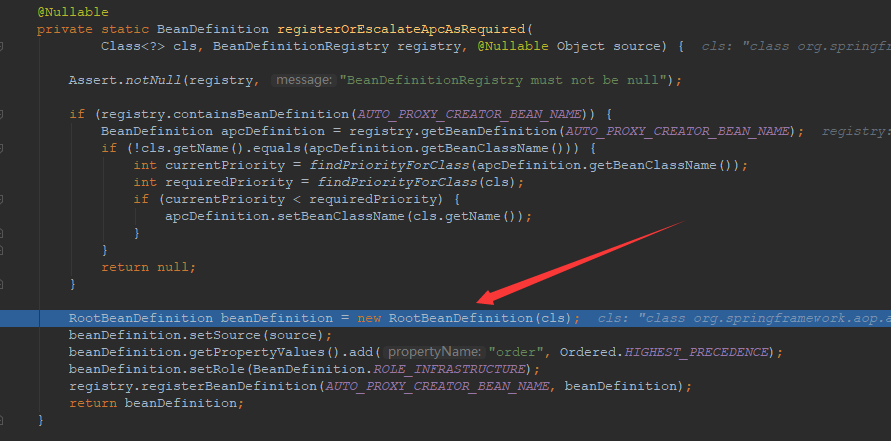 @Nullable
private static BeanDefinition registerOrEscalateApcAsRequired(
Class<?> cls, BeanDefinitionRegistry registry, @Nullable Object source) { cls: "class org.springfra
Assert.notNull(registry, message: "BeanDefinitionRegistry must not be null");
if (registry.containsBeanDefinition(AUTO_PROXY_CREATOR_BEAN_NAME)) {
BeanDefinition apcDefinition = registry.getBeanDefinition(AUTO_PROXY_CREATOR_BEAN_NAME); registry:
if (!cls.getName().equals(apcDefinition.getBeanClassName())) {
int currentPriority = findPriorityForClass(apcDefinition.getBeanClassName());
int requiredPriority = findPriorityForClass(cls);
if (currentPriority < requiredPriority) {
apcDefinition.setBeanClassName(cls.getName());
}
}
return null;
}
RootBeanDefinition beanDefinition = new RootBeanDefinition(cls); cls: "class org.springframework.aop.a
beanDefinition.setSource(source);
beanDefinition.getPropertyValues().add( propertyName: "order", Ordered.HIGHEST_PRECEDENCE);
beanDefinition.setRole(BeanDefinition.ROLE_INFRASTRUCTURE);
registry.registerBeanDefinition(AUTO_PROXY_CREATOR_BEAN_NAME, beanDefinition);
return beanDefinition;
}